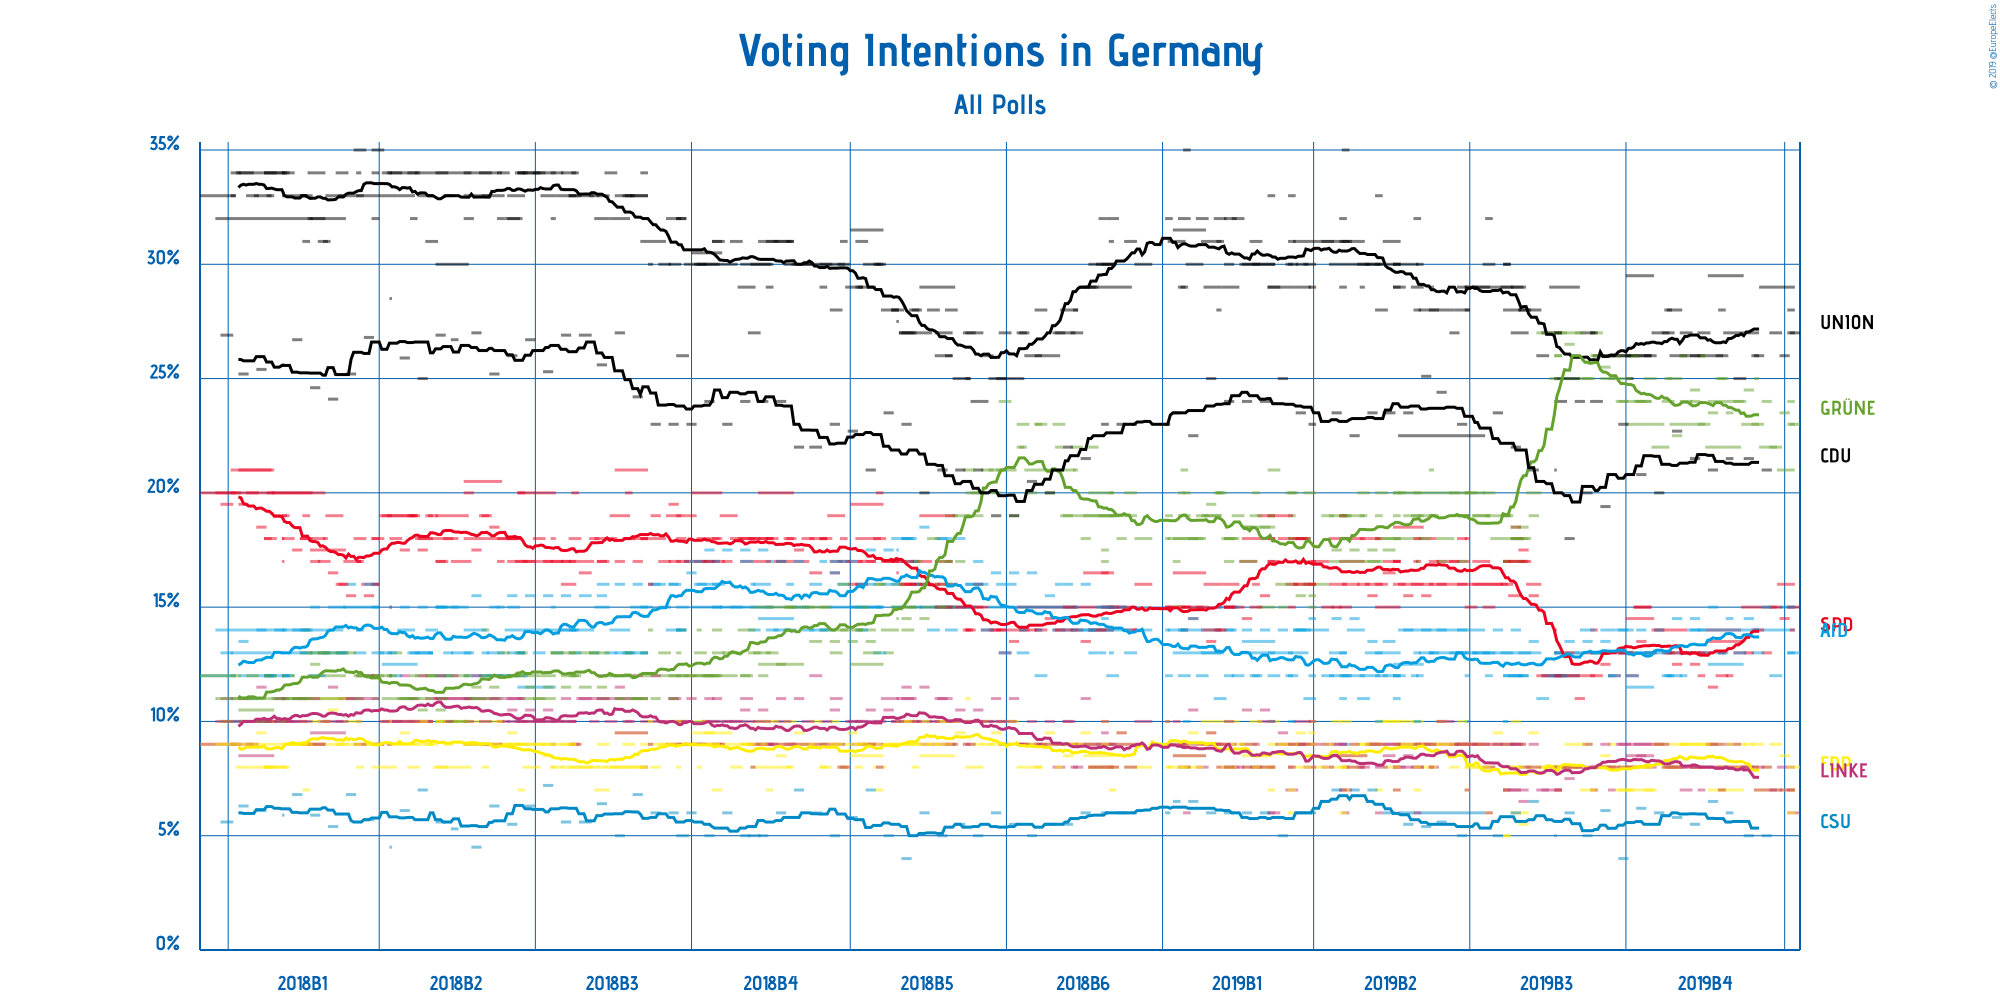 Voting Intentions in Germany
All Polls
© 2019 @EuropeElects
35%
30%
25%
20%
15%
10%
5%
0%
UNION
GRÜNE
CDU
SPD
AfD
FDP
LINKE
CSU
2018B1 2018B2 2018B3 2018B4 2018B5 2018B6 2019B1 2019B2 2019B3 2019B4